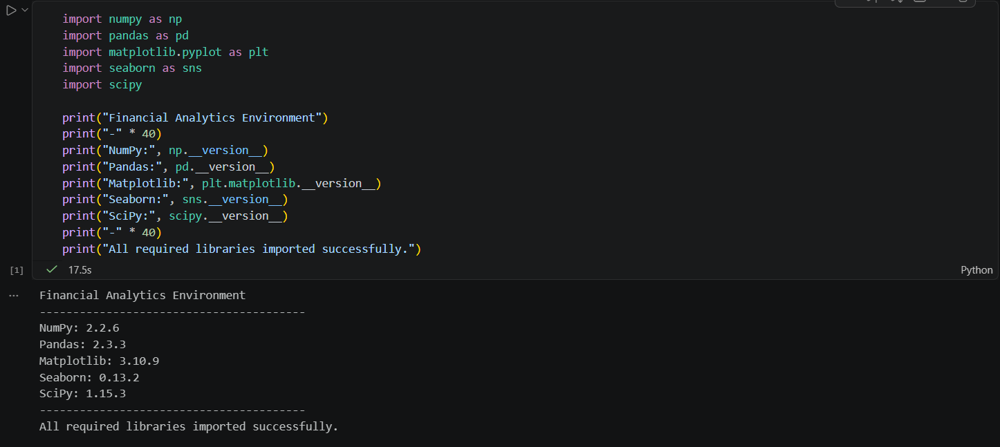 import numpy as np
import pandas as pd
import matplotlib.pyplot as plt
import seaborn as sns
import scipy
print("Financial Analytics Environment")
print("-" * 40)
print("NumPy:", np.__version__)
print("Pandas:", pd.__version__)
print("Matplotlib:", plt.matplotlib.__version__)
print("Seaborn:", sns.__version__)
print("SciPy:", scipy.__version__)
print("-" * 40)
print("All required libraries imported successfully.")
[1] 17.5s Python
Financial Analytics Environment
----------------------------------------
NumPy: 2.2.6
Pandas: 2.3.3
Matplotlib: 3.10.9
Seaborn: 0.13.2
SciPy: 1.15.3
----------------------------------------
All required libraries imported successfully.